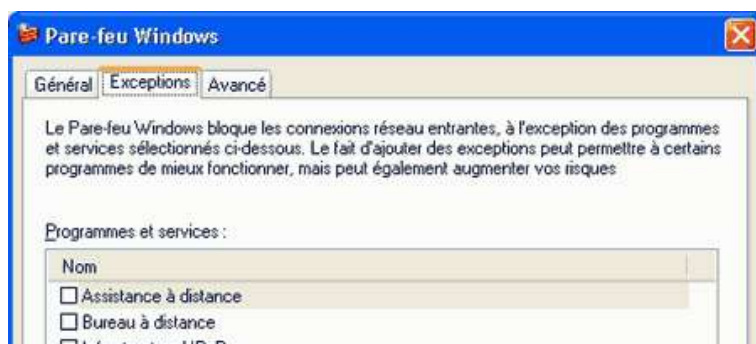 Pare-feu Windows
Général Exceptions Avancé
Le Pare-feu Windows bloque les connexions réseau entrantes, à l'exception des programmes
et services sélectionnés ci-dessous. Le fait d'ajouter des exceptions peut permettre à certains
programmes de mieux fonctionner, mais peut également augmenter vos risques
Programmes et services :
Nom
Assistance à distance
Bureau à distance